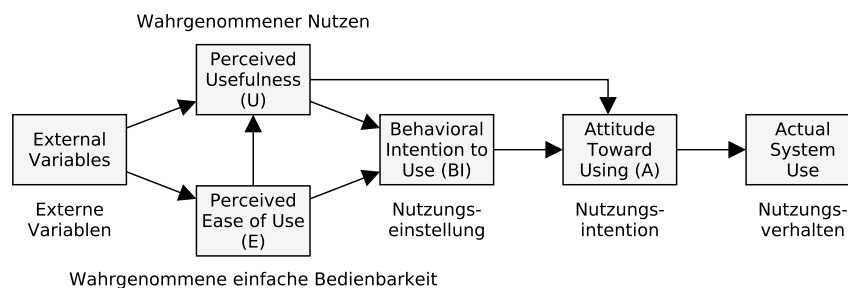 Wahrgenommener Nutzen
Perceived
Usefulness
(U)
External
Variables
Externe
Variablen
Perceived
Ease of Use
(E)
Wahrgenommene einfache Bedienbarkeit
Behavioral
Intention to
Use (BI)
Nutzungs-
einstellung
Attitude
Toward
Using (A)
Nutzungs-
intention
Actual
System
Use
Nutzungs-
verhalten